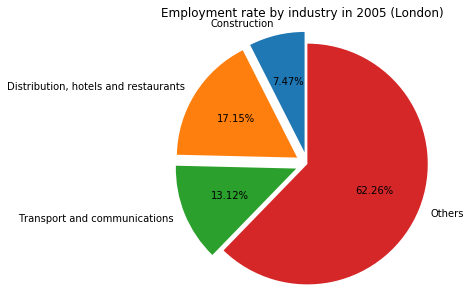 Employment rate by industry in 2005 (London)
Construction
7.47%
Distribution, hotels and restaurants
17.15%
13.12%
62.26%
Transport and communications
Others